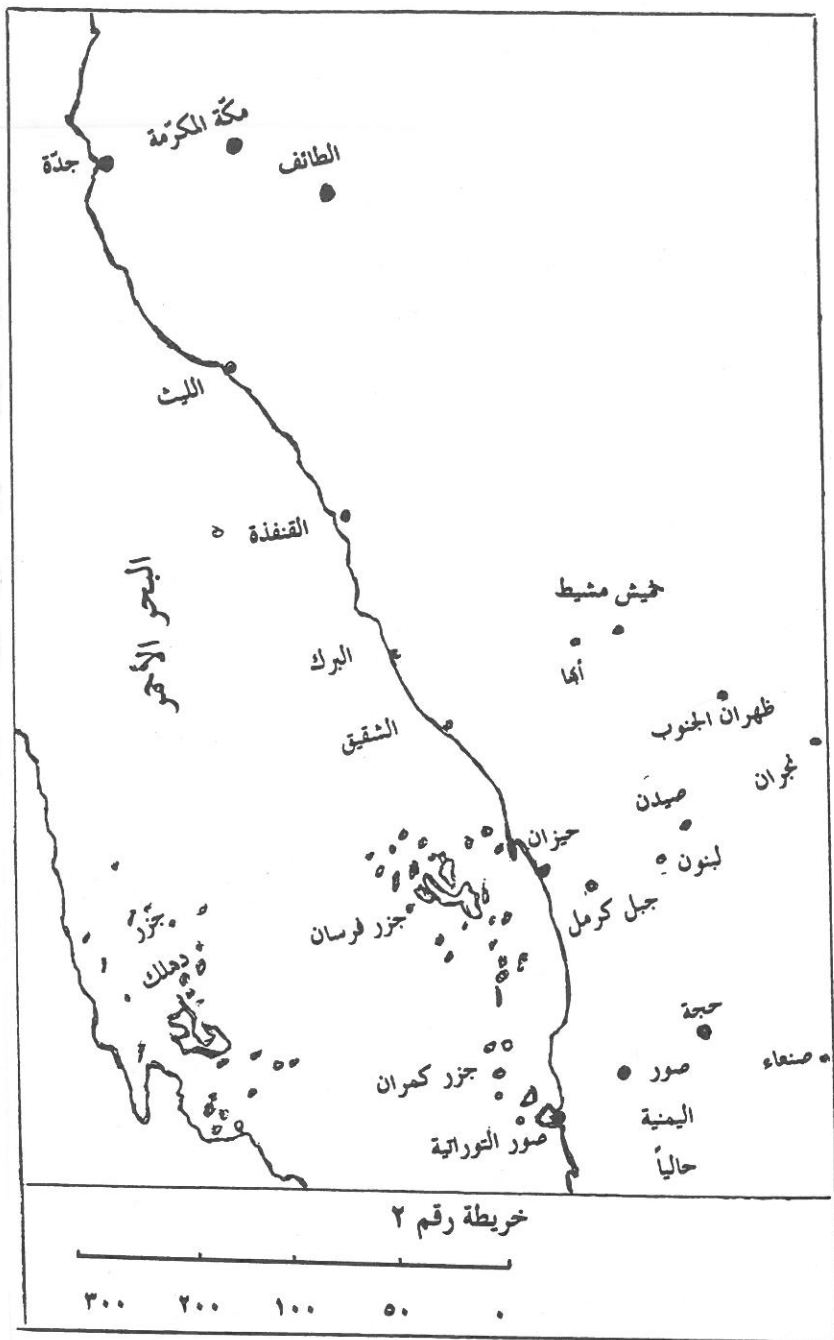 مكّة المكرّمة
الطائف
جدّة
الليث
القنفذة
البحر الأحمر
البرك
الشقيق
خميش مشيط
أبها
ظهران الجنوب
نجران
صيدن
لبنون
جبل كرمل
حيزان
جزر فرسان
جزر
دهلك
حجة
صنعاء
صور
اليمنية
حالياً
جزر كمران
صور التوراتية
خريطة رقم ٢
٣٠٠ ٢٠٠ ١٠٠ ٥٠ ٠